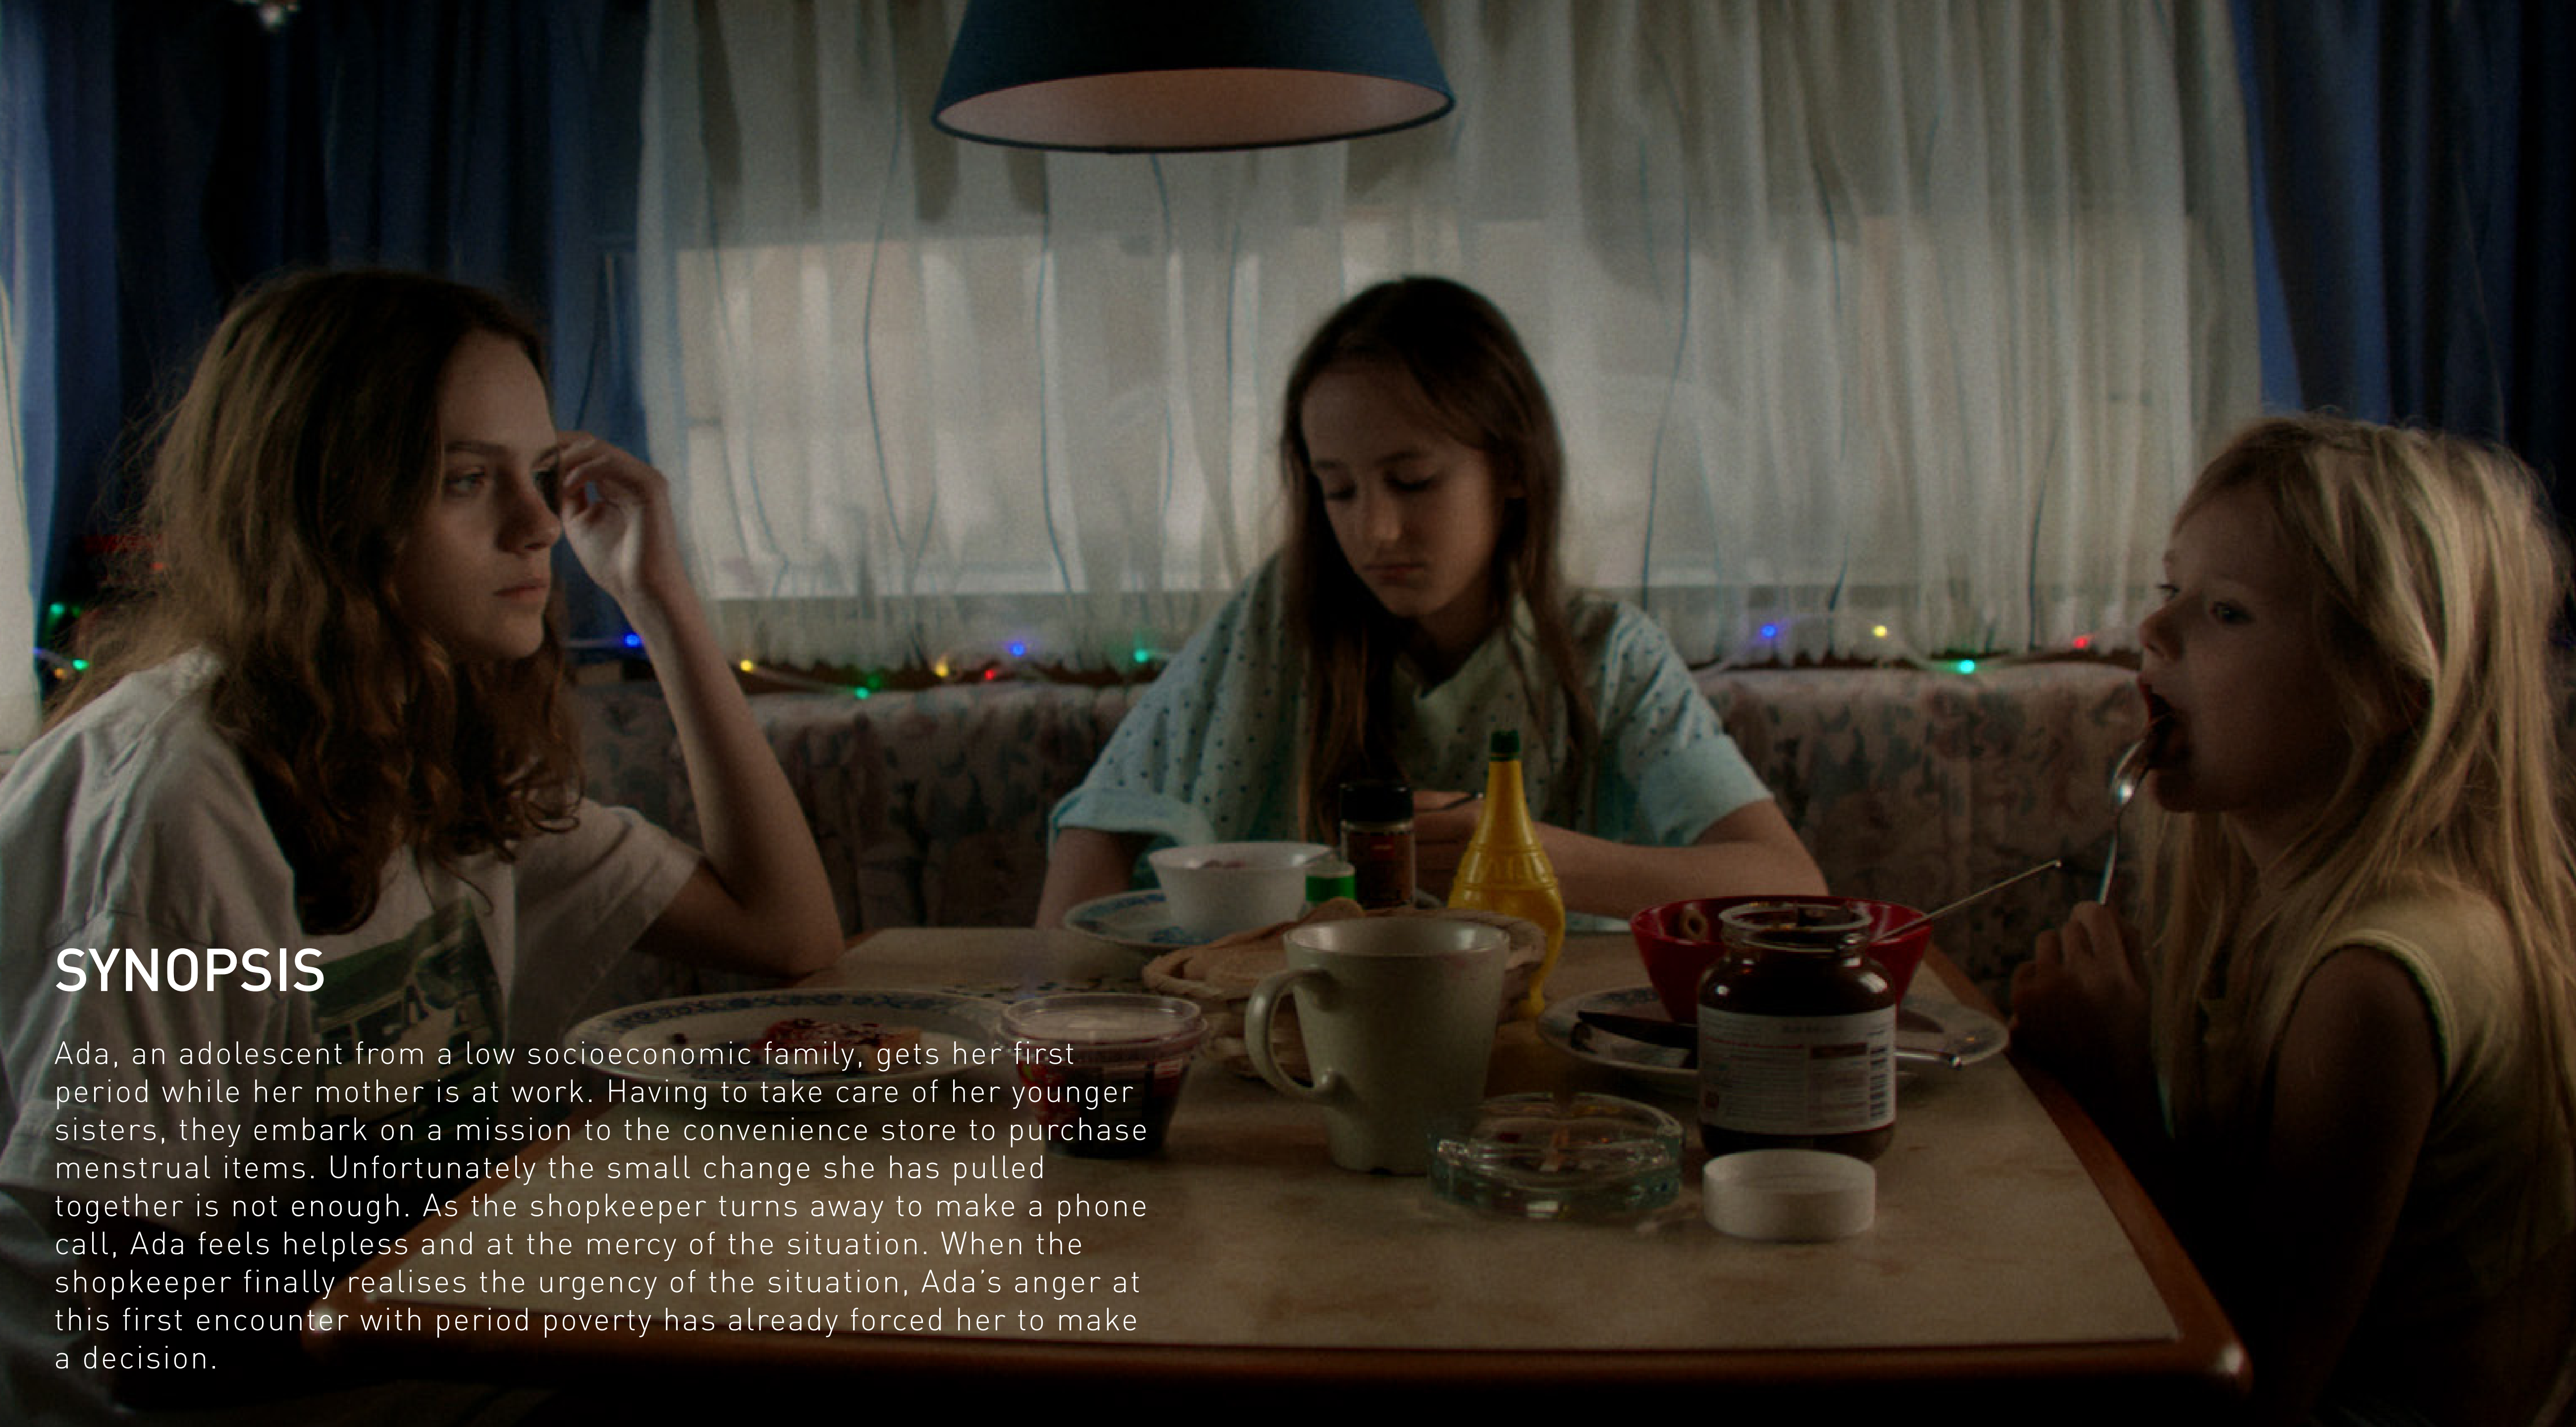 SYNOPSIS
Ada, an adolescent from a low socioeconomic family, gets her first
period while her mother is at work. Having to take care of her younger
sisters, they embark on a mission to the convenience store to purchase
menstrual items. Unfortunately the small change she has pulled
together is not enough. As the shopkeeper turns away to make a phone
call, Ada feels helpless and at the mercy of the situation. When the
shopkeeper finally realises the urgency of the situation, Ada’s anger at
this first encounter with period poverty has already forced her to make
a decision.